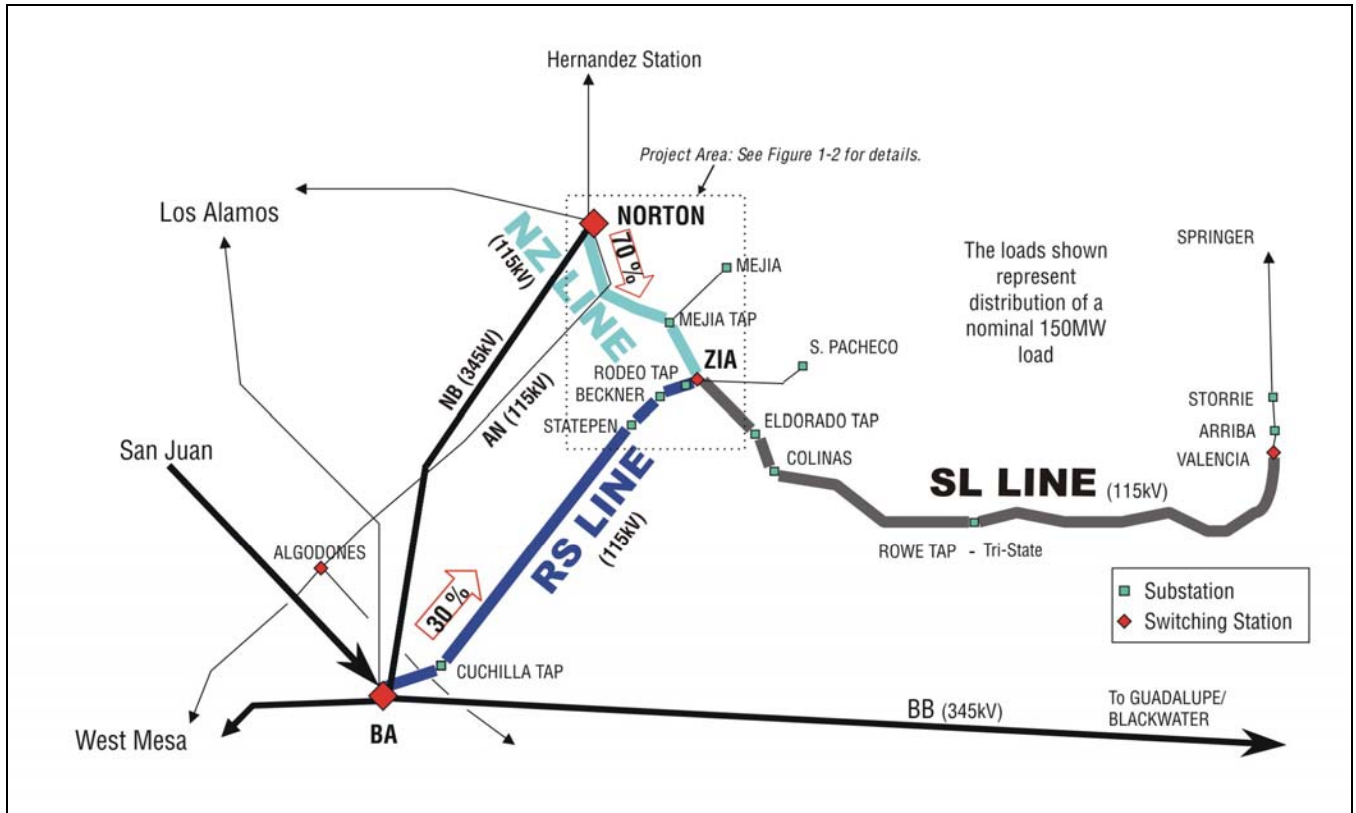 Hernandez Station
Project Area: See Figure 1-2 for details.
Los Alamos
NORTON
NZ LINE
(115kV)
70 %
MEJIA
MEJIA TAP
The loads shown
represent
distribution of a
nominal 150MW
load
SPRINGER
NB (345kV)
AN (115kV)
ZIA
S. PACHECO
RODEO TAP
BECKNER
STATEPEN
ELDORADO TAP
COLINAS
STORRIE
ARRIBA
VALENCIA
San Juan
SL LINE (115kV)
RS LINE
(115kV)
ROWE TAP - Tri-State
ALGODONES
30 %
Substation
Switching Station
CUCHILLA TAP
BA
West Mesa
BB (345kV)
To GUADALUPE/
BLACKWATER